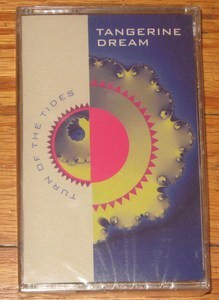 TANGERINE
DREAM
TURN OF THE TIDES